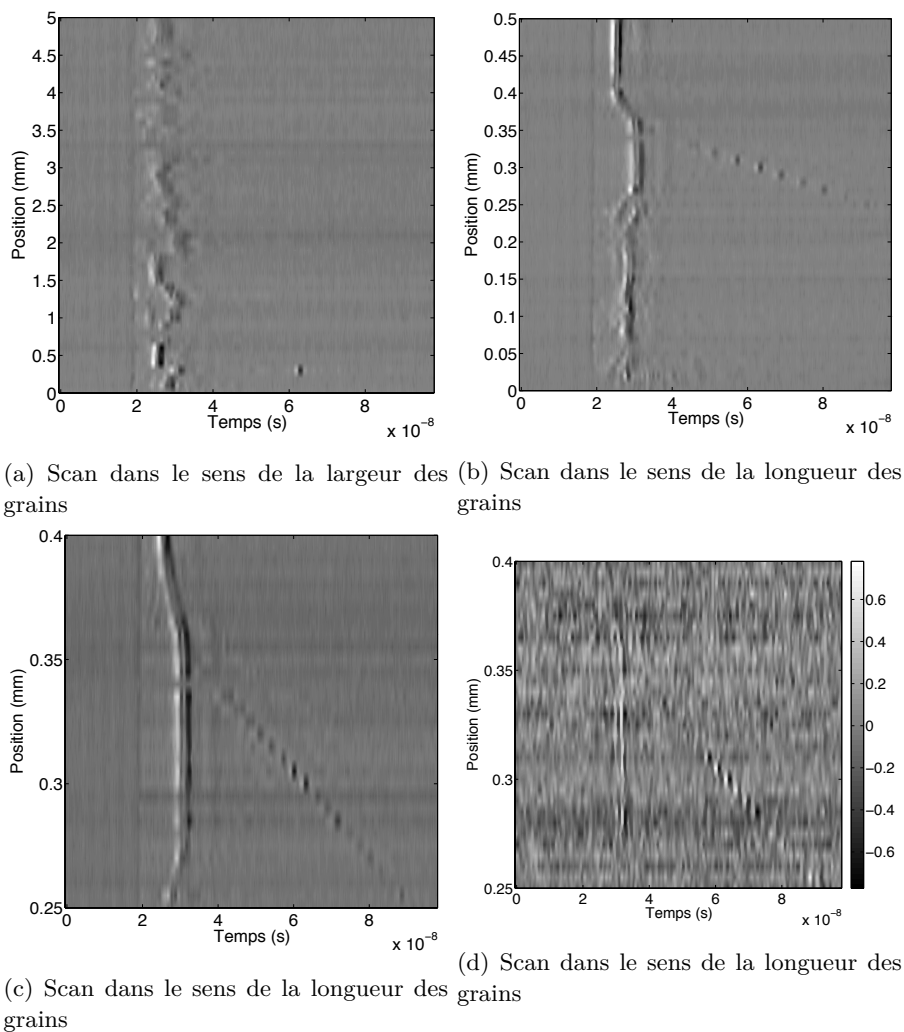 5
4.5
4
3.5
3
2.5
2
1.5
1
0.5
0
Position (mm)
0 2 4 6 8
Temps (s)
x 10⁻⁸
0.5
0.45
0.4
0.35
0.3
0.25
0.2
0.15
0.1
0.05
0
Position (mm)
0 2 4 6 8
Temps (s)
x 10⁻⁸
(a) Scan dans le sens de la largeur des
grains
(b) Scan dans le sens de la longueur des
grains
0.4
0.35
0.3
0.25
Position (mm)
0 2 4 6 8
Temps (s)
x 10⁻⁸
(c) Scan dans le sens de la longueur des
grains
0.4
0.35
0.3
0.25
Position (mm)
0 2 4 6 8
Temps (s)
x 10⁻⁸
0.6
0.4
0.2
0
−0.2
−0.4
−0.6
(d) Scan dans le sens de la longueur des
grains